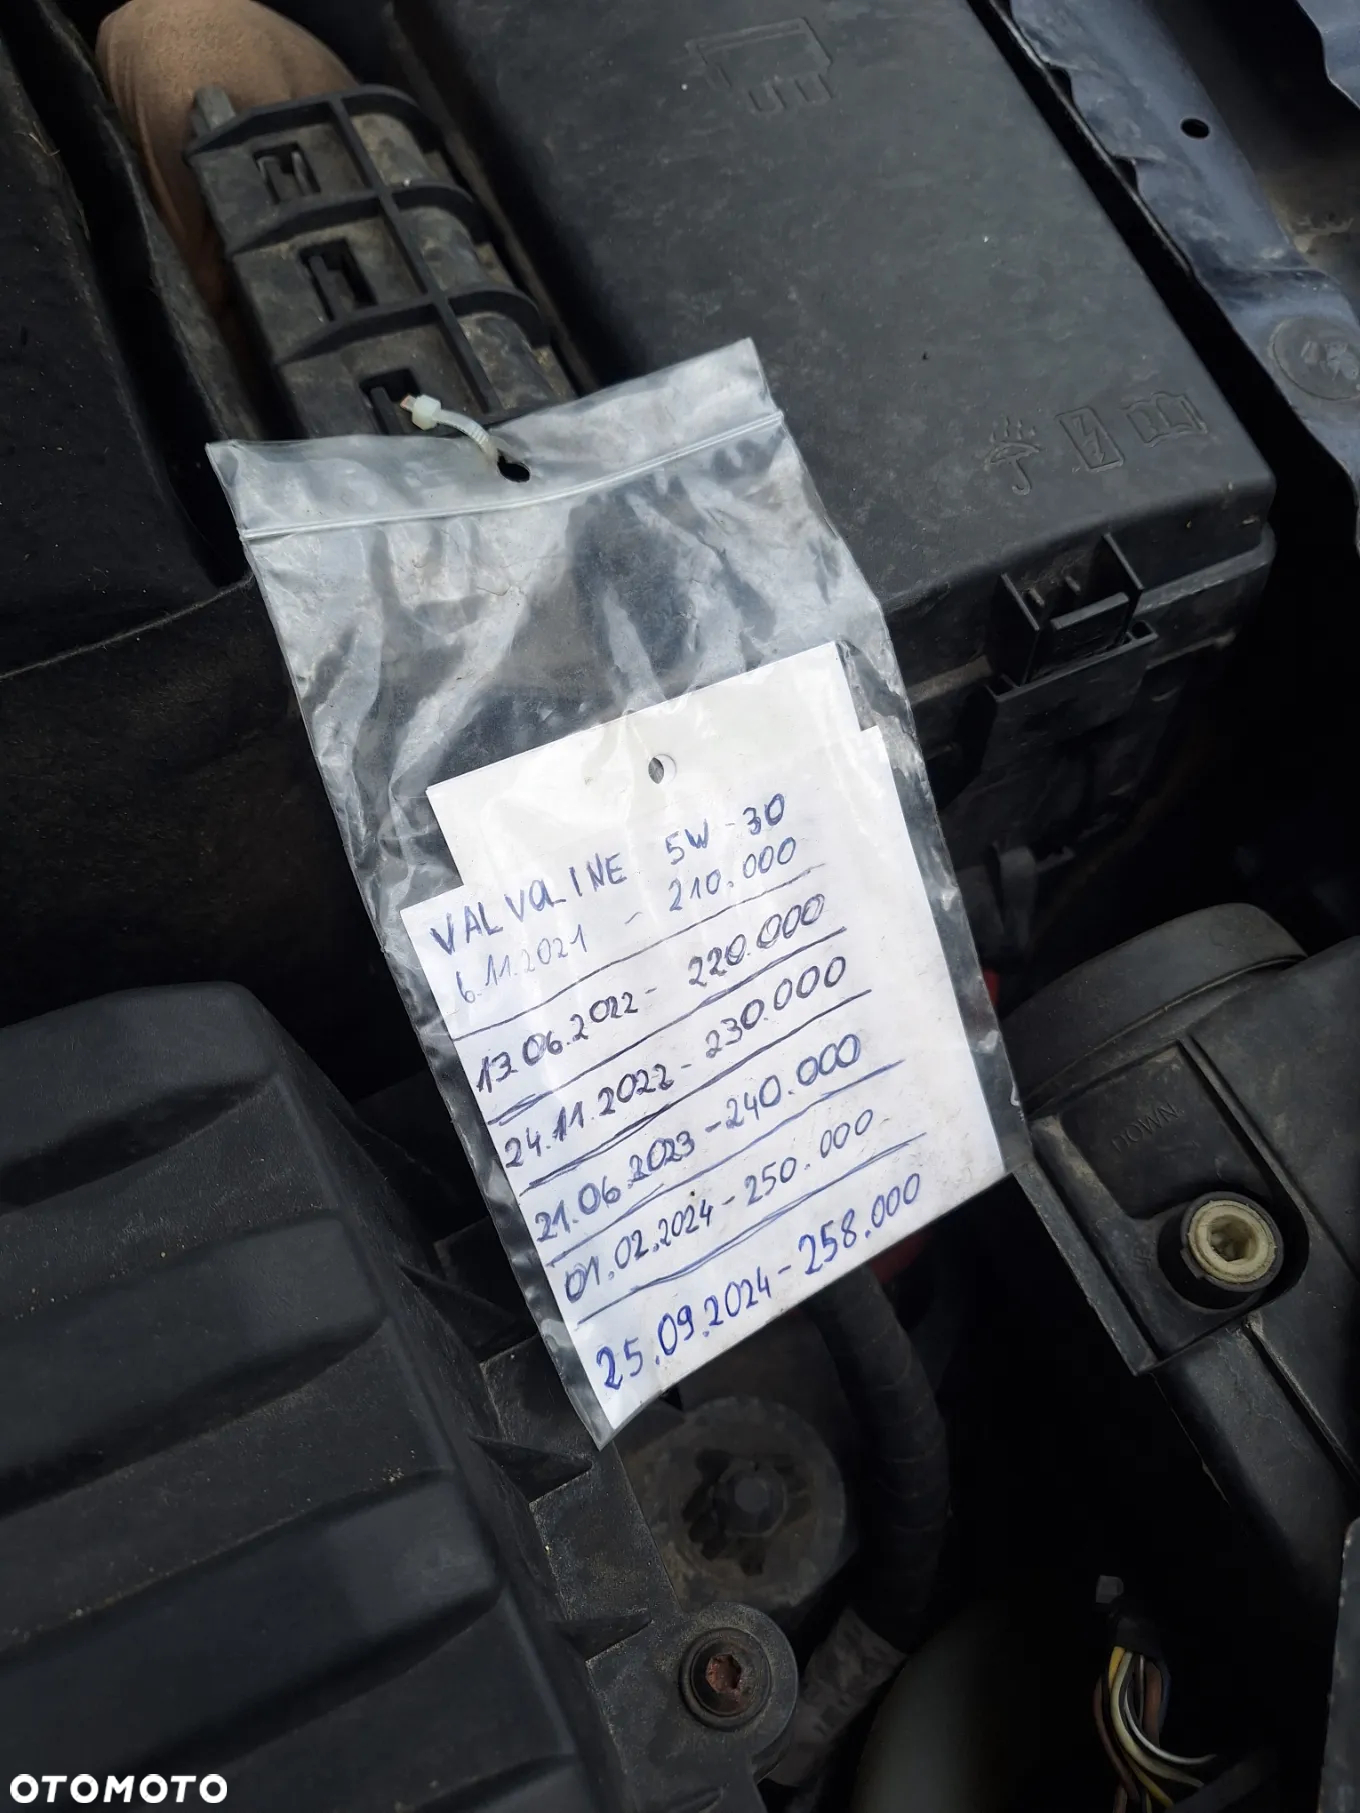 VALVOLINE 5W-30
6.11.2021 - 210.000
13.06.2022 - 220.000
24.11.2022 - 230.000
21.06.2023 - 240.000
01.02.2024 - 250.000
25.09.2024 - 258.000
DOWN
OTOMOTO